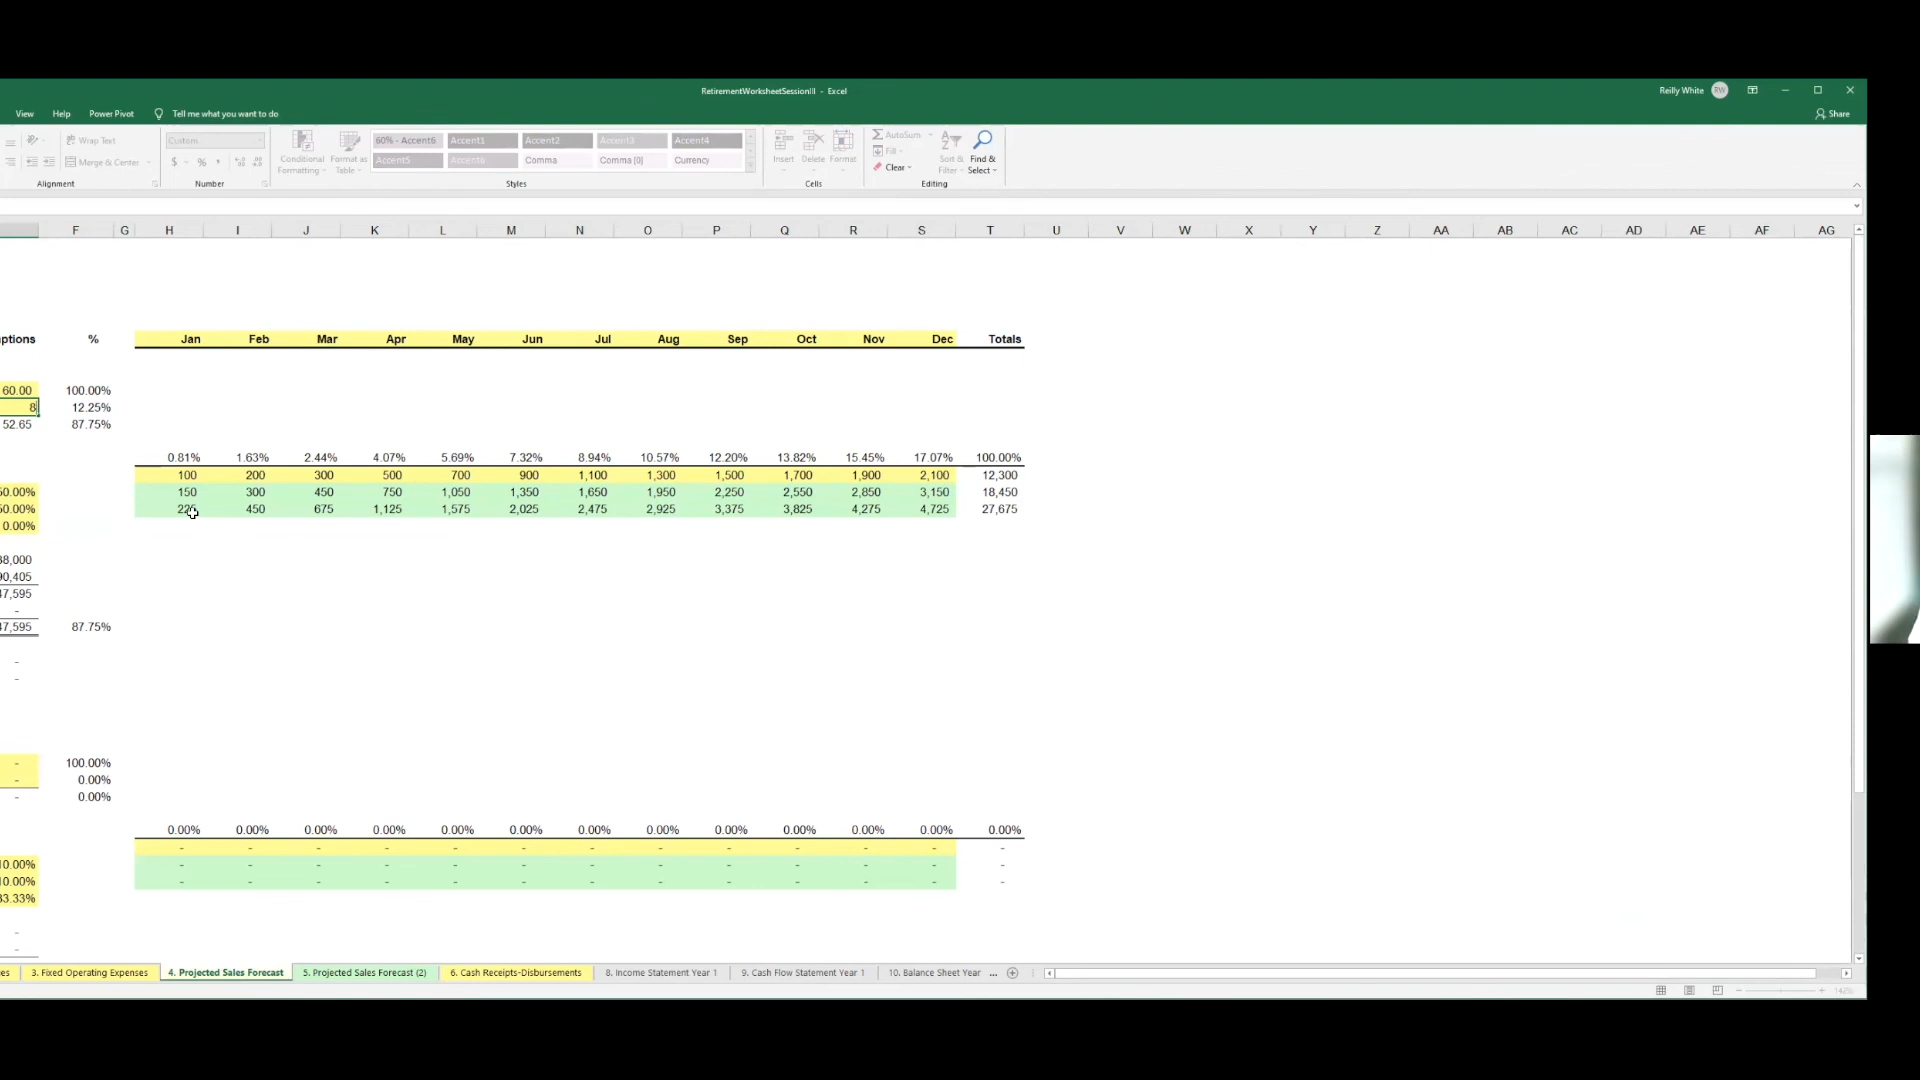 RetirementWorksheetSessionIII - Excel
Reilly White RW
View Help Power Pivot Tell me what you want to do Share
Wrap Text Custom 60% - Accent6 Accent1 Accent2 Accent3 Accent4 AutoSum
Merge & Center $ % Conditional Formatting Format as Table Accent5 Accent6 Comma Comma [0] Currency Insert Delete Format Fill Clear Sort & Filter Find & Select
Alignment Number Styles Cells Editing
F G H I J K L M N O P Q R S T U V W X Y Z AA AB AC AD AE AF AG
ptions % Jan Feb Mar Apr May Jun Jul Aug Sep Oct Nov Dec Totals
60.00 100.00%
8 12.25%
52.65 87.75%
0.81% 1.63% 2.44% 4.07% 5.69% 7.32% 8.94% 10.57% 12.20% 13.82% 15.45% 17.07% 100.00%
100 200 300 500 700 900 1,100 1,300 1,500 1,700 1,900 2,100 12,300
50.00% 150 300 450 750 1,050 1,350 1,650 1,950 2,250 2,550 2,850 3,150 18,450
50.00% 450 675 1,125 1,575 2,025 2,475 2,925 3,375 3,825 4,275 4,725 27,675
0.00%
38,000
90,405
47,595
-
47,595 87.75%
-
-
- 100.00%
- 0.00%
- 0.00%
0.00% 0.00% 0.00% 0.00% 0.00% 0.00% 0.00% 0.00% 0.00% 0.00% 0.00% 0.00% 0.00%
- - - - - - - - - - - - -
10.00% - - - - - - - - - - - - -
10.00% - - - - - - - - - - - - -
33.33%
-
-
es 3. Fixed Operating Expenses 4. Projected Sales Forecast 5. Projected Sales Forecast (2) 6. Cash Receipts-Disbursements 8. Income Statement Year 1 9. Cash Flow Statement Year 1 10. Balance Sheet Year ...
142%